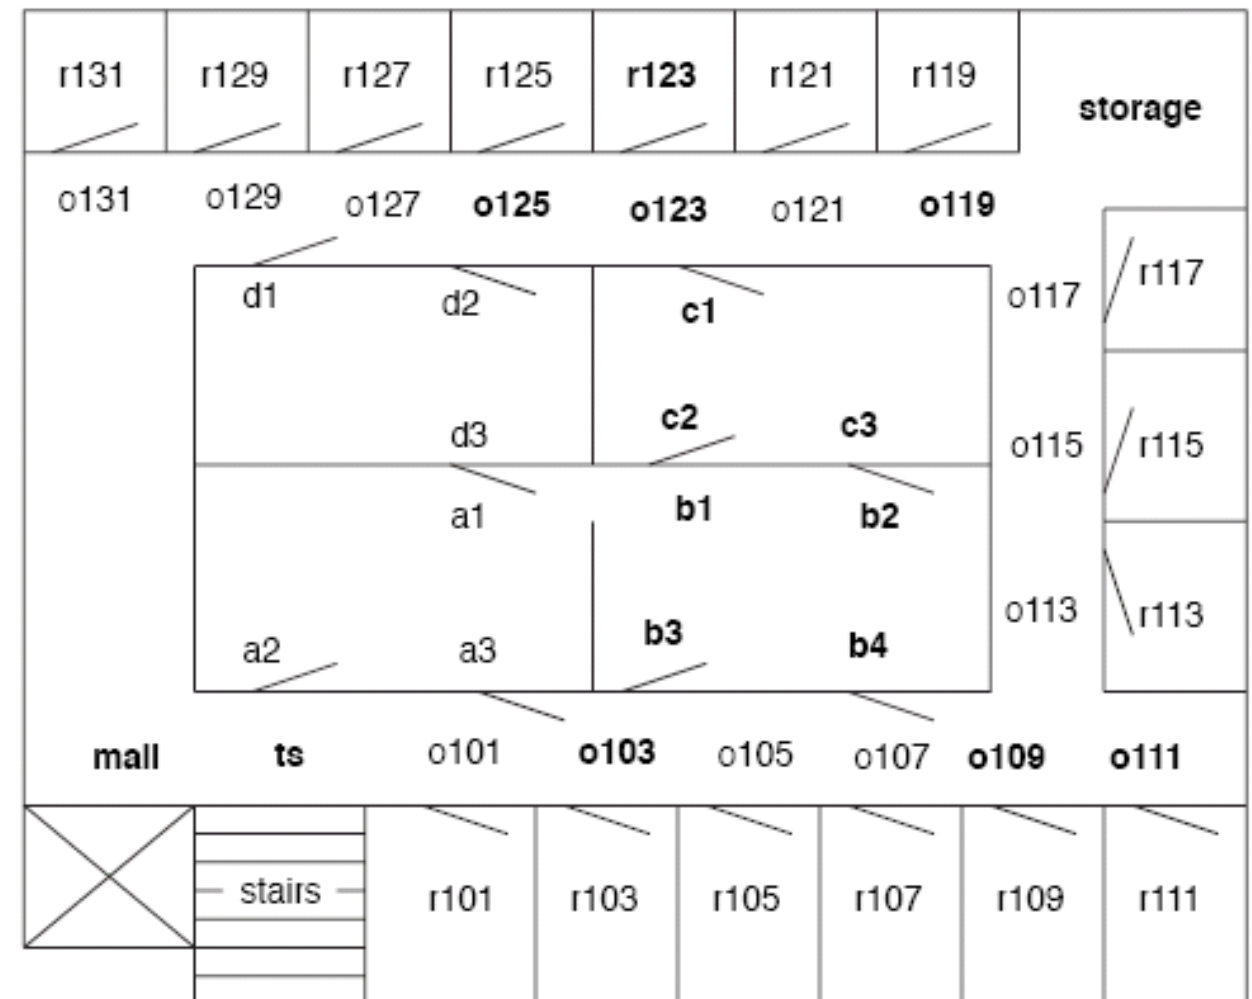 r131 r129 r127 r125 r123 r121 r119
storage
o131 o129 o127 o125 o123 o121 o119
r117
d1 d2 c1 o117
c2 c3
d3 o115 r115
a1 b1 b2
o113 r113
a2 a3 b3 b4
mall ts o101 o103 o105 o107 o109 o111
stairs r101 r103 r105 r107 r109 r111